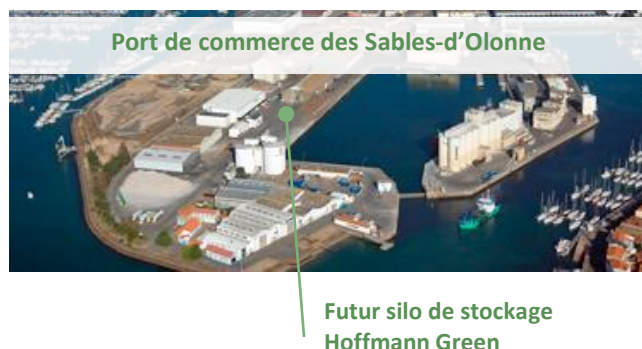 Port de commerce des Sables-d’Olonne
Futur silo de stockage
Hoffmann Green